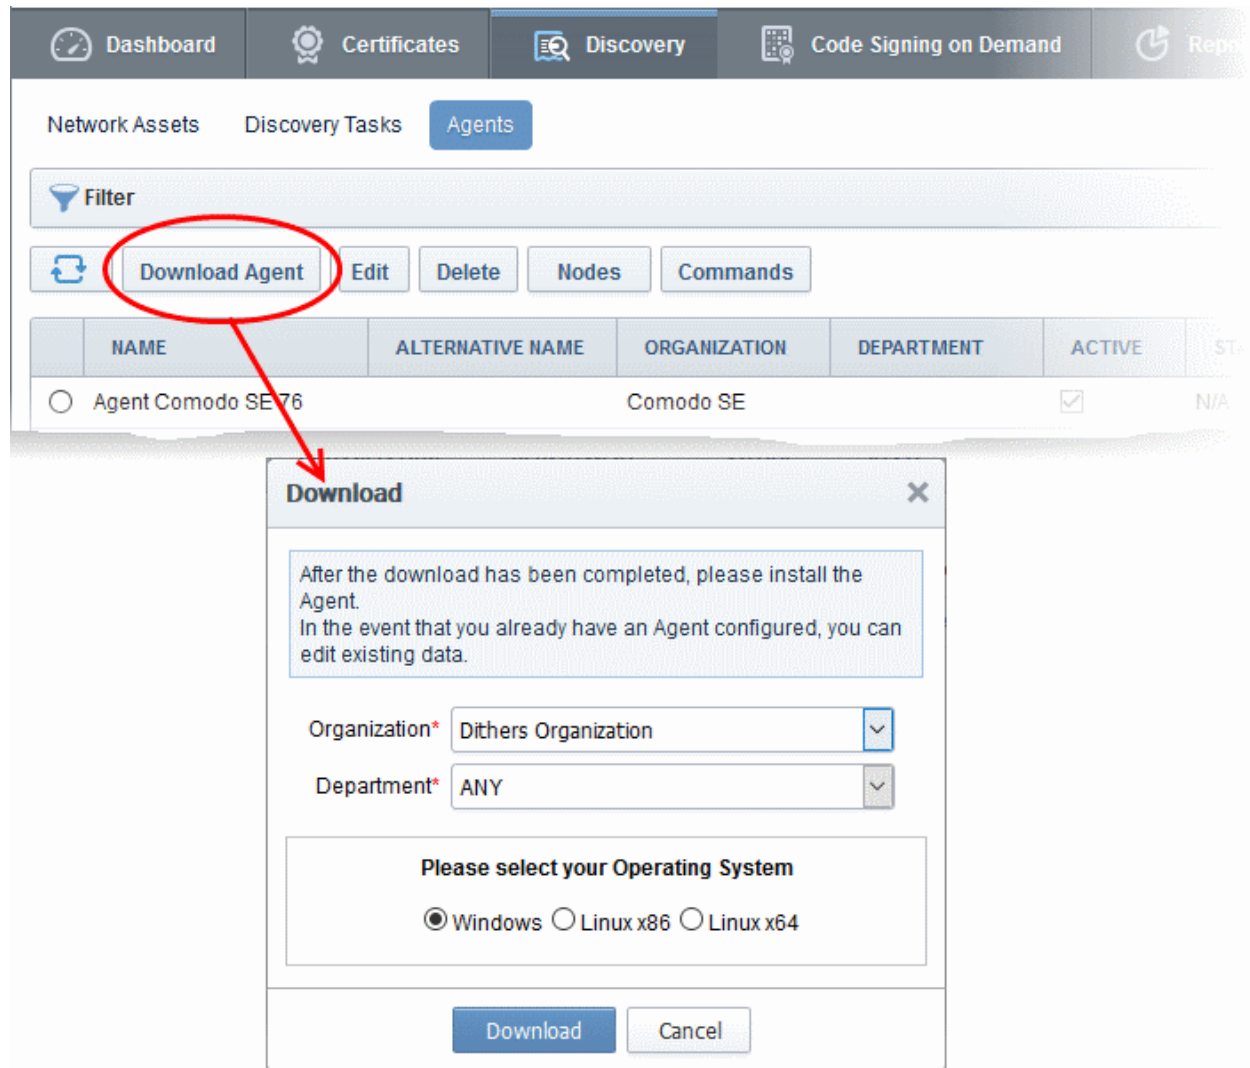 Dashboard Certificates Discovery Code Signing on Demand Repo
Network Assets Discovery Tasks Agents
Filter
Download Agent Edit Delete Nodes Commands
NAME ALTERNATIVE NAME ORGANIZATION DEPARTMENT ACTIVE ST
Agent Comodo SE 76 Comodo SE N/A
Download
After the download has been completed, please install the
Agent.
In the event that you already have an Agent configured, you can
edit existing data.
Organization* Dithers Organization
Department* ANY
Please select your Operating System
Windows Linux x86 Linux x64
Download Cancel